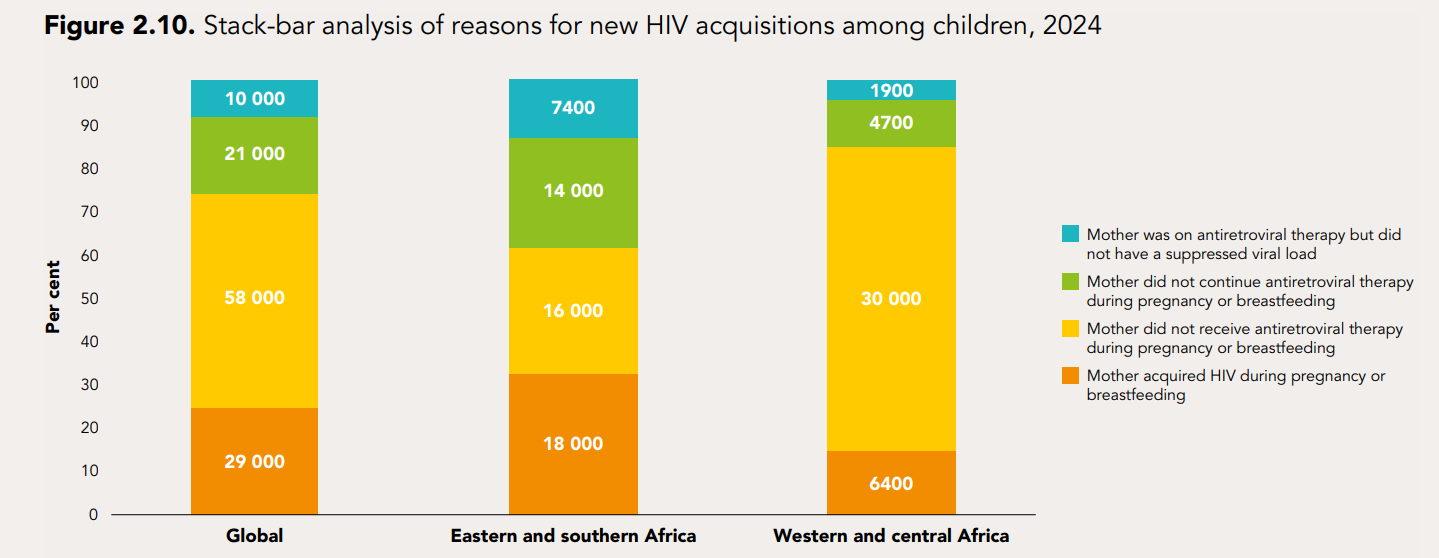 Figure 2.10. Stack-bar analysis of reasons for new HIV acquisitions among children, 2024
100
90
80
70
60
50
40
30
20
10
0
Per cent
10 000
21 000
58 000
29 000
7400
14 000
16 000
18 000
1900
4700
30 000
6400
Global
Eastern and southern Africa
Western and central Africa
Mother was on antiretroviral therapy but did
not have a suppressed viral load
Mother did not continue antiretroviral therapy
during pregnancy or breastfeeding
Mother did not receive antiretroviral therapy
during pregnancy or breastfeeding
Mother acquired HIV during pregnancy or
breastfeeding